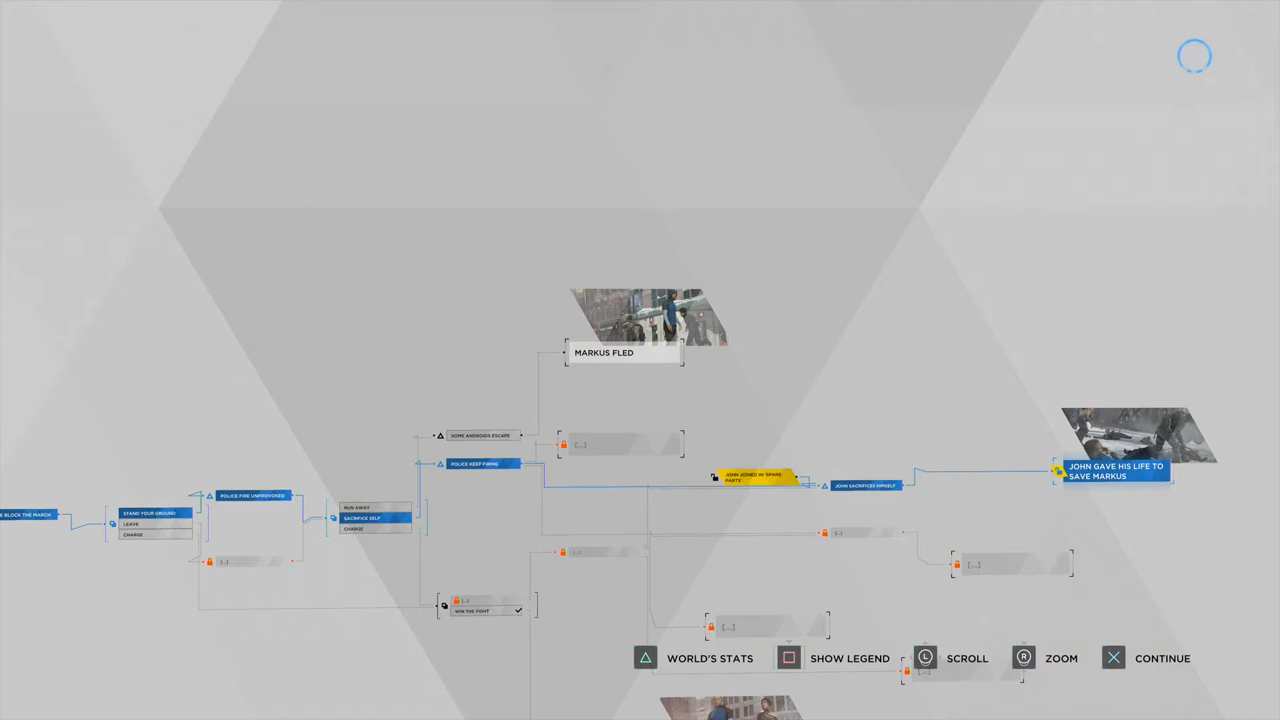 MARKUS FLED
SOME ANDROIDS ESCAPE
[...]
POLICE KEEP FIRING
JOHN JOINED IN 'SPARE
PARTS'
JOHN SACRIFICES HIMSELF
JOHN GAVE HIS LIFE TO
SAVE MARKUS
POLICE FIRE UNPROVOKED
E BLOCK THE MARCH
STAND YOUR GROUND
LEAVE
CHARGE
RUN AWAY
SACRIFICE SELF
CHARGE
[...]
[...]
[...]
[...]
[...]
[...]
WIN THE FIGHT
[...]
[...]
WORLD'S STATS
SHOW LEGEND
L
SCROLL
R
ZOOM
CONTINUE